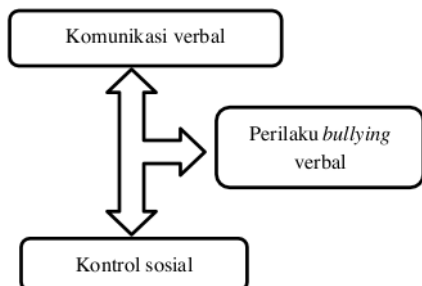 Komunikasi verbal
Perilaku bullying
verbal
Kontrol sosial